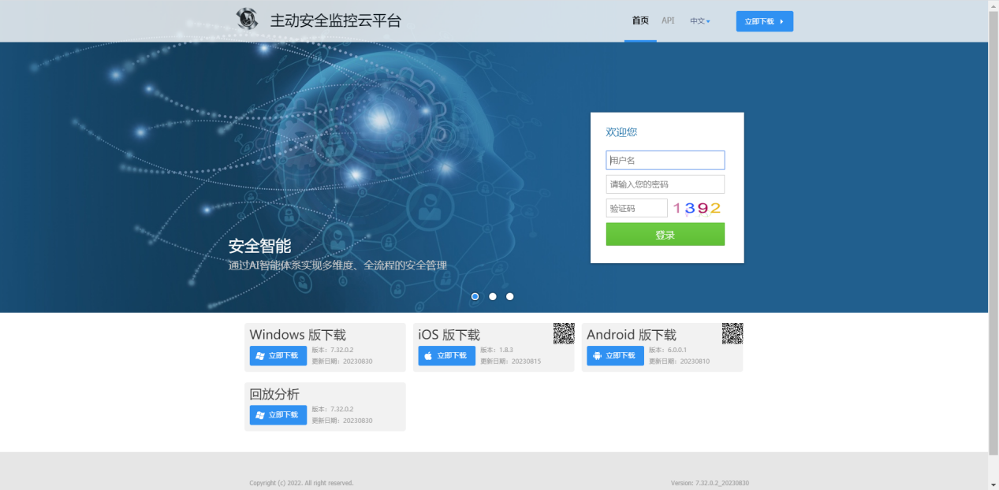 主动安全监控云平台
首页 API 中文 立即下载
欢迎您
用户名
请输入您的密码
验证码 1392
登录
安全智能
通过AI智能体系实现多维度、全流程的安全管理
Windows 版下载
立即下载
版本：7.32.0.2
更新日期：20230830
iOS 版下载
立即下载
版本：1.8.3
更新日期：20230815
Android 版下载
立即下载
版本：6.0.0.1
更新日期：20230810
回放分析
立即下载
版本：7.32.0.2
更新日期：20230830
Copyright (c) 2022. All right reserved.
Version: 7.32.0.2_20230830